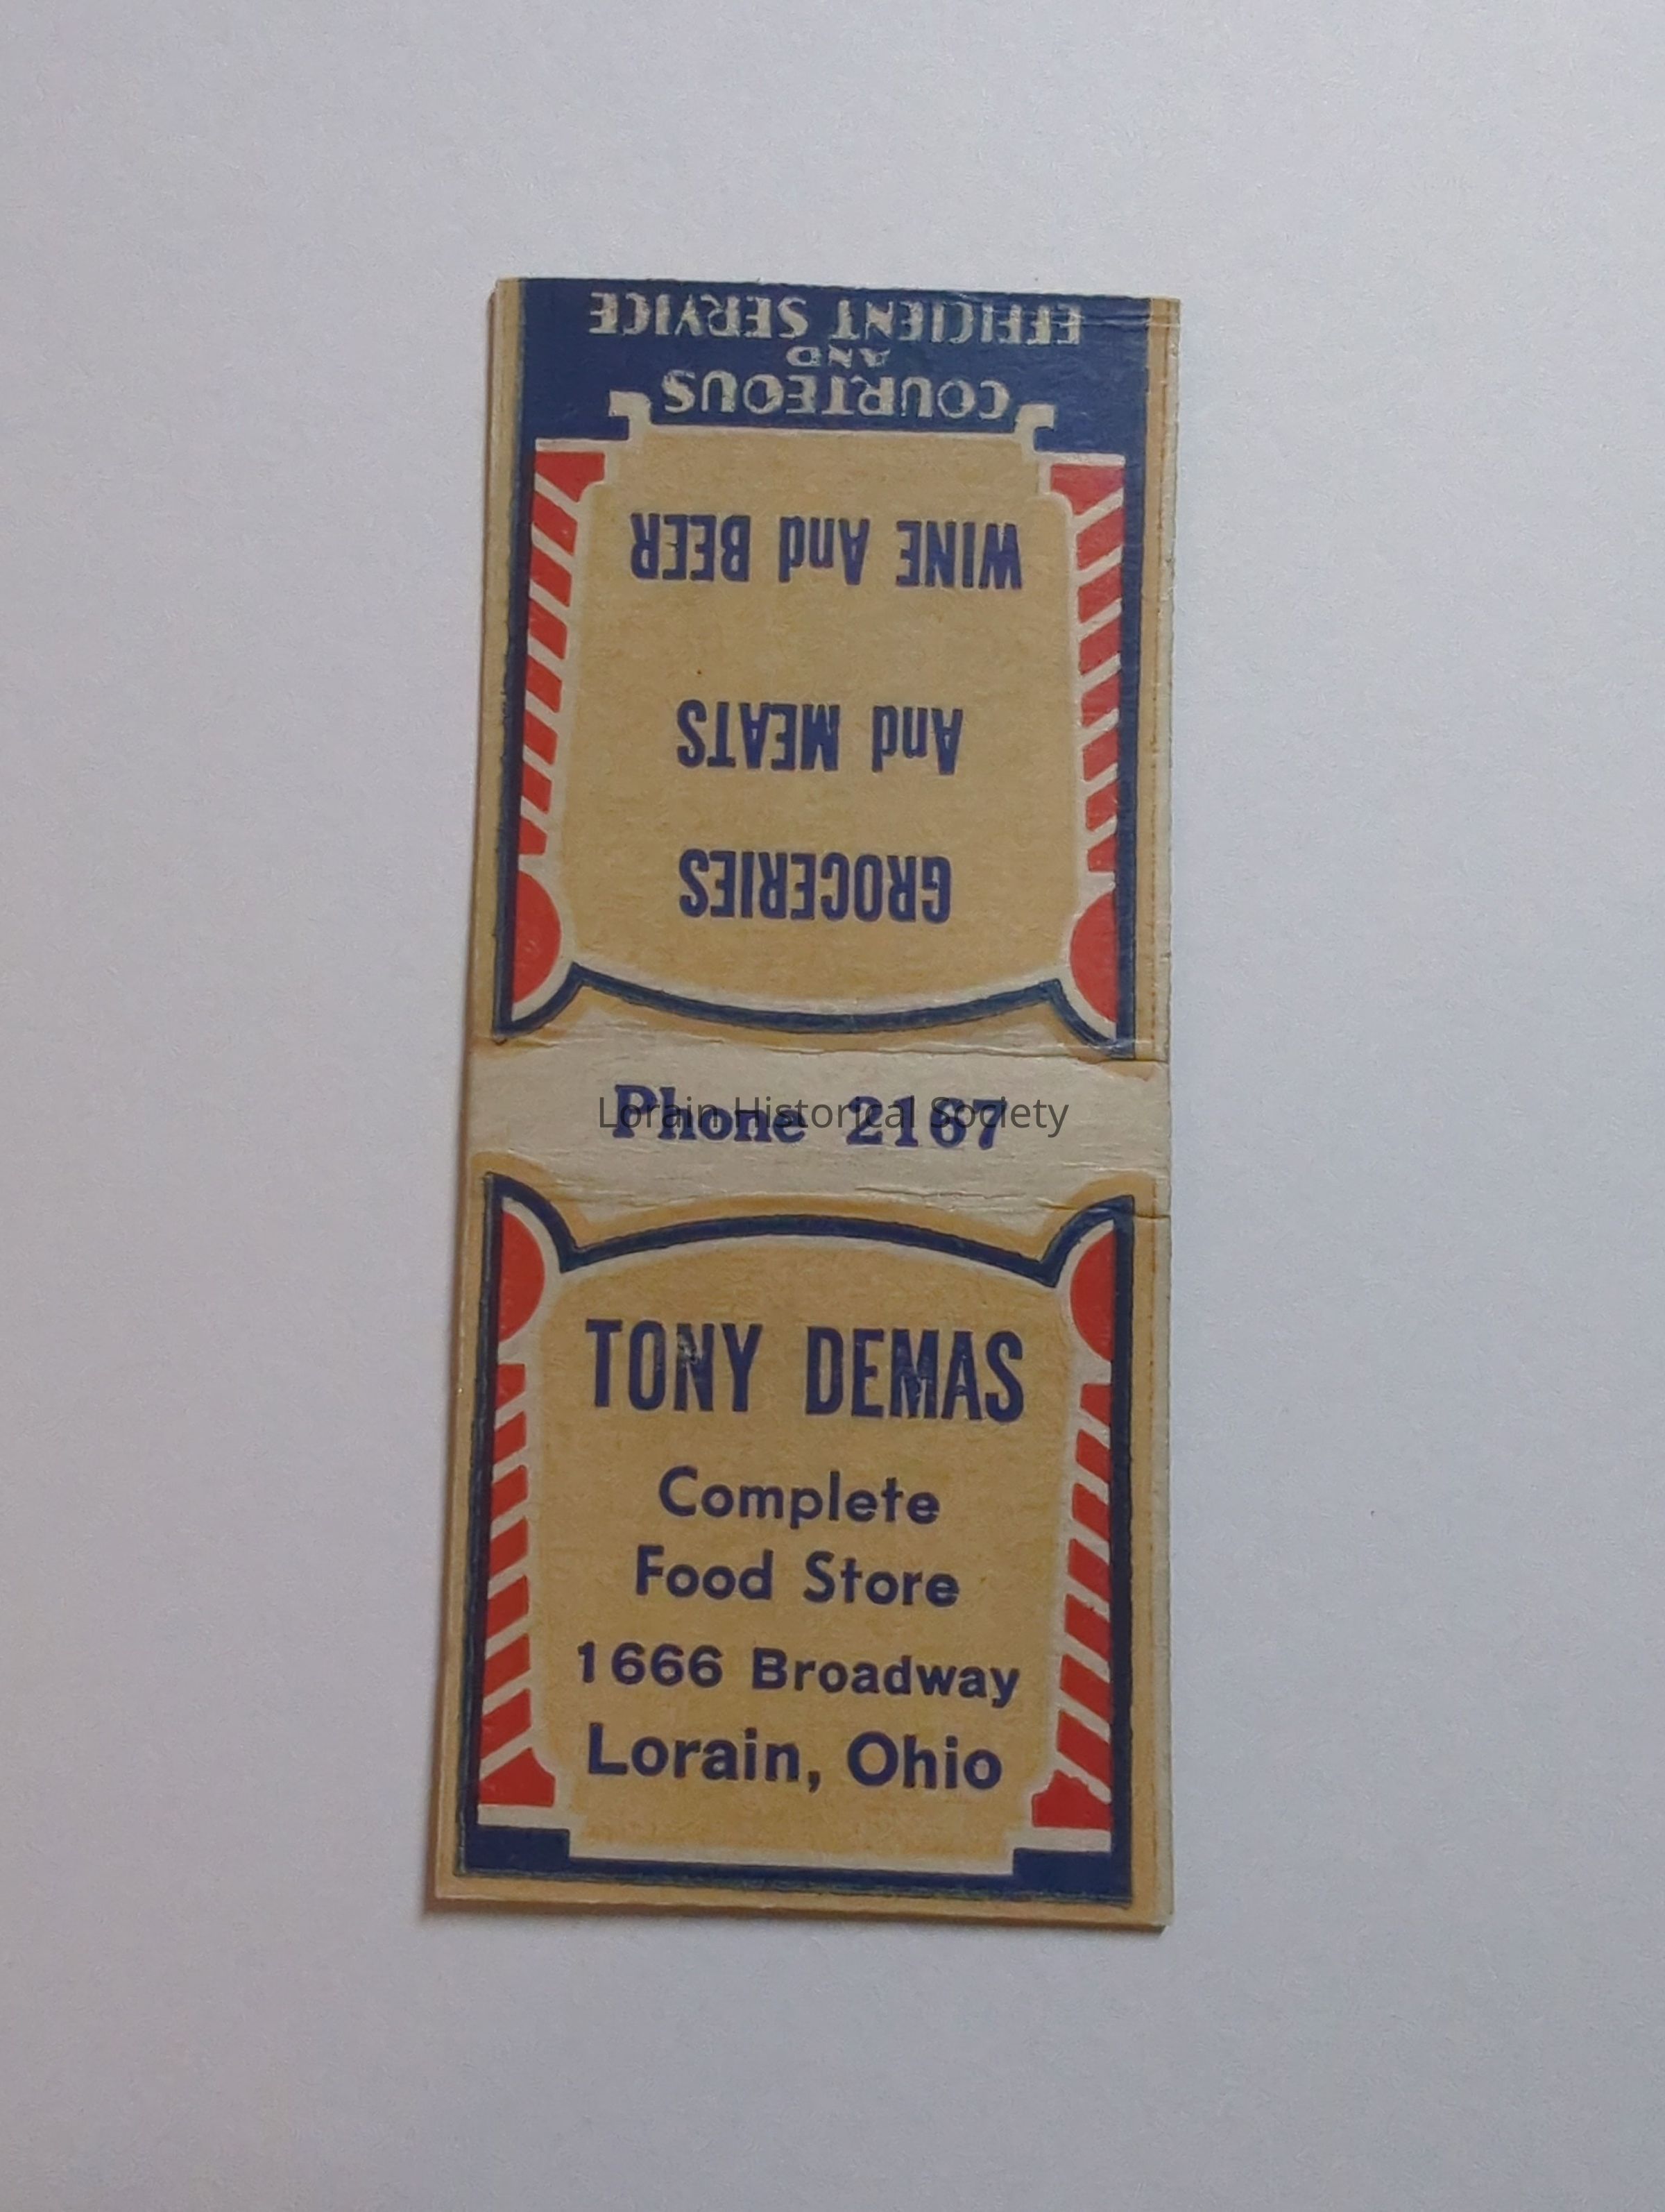 COURTEOUS
AND
EFFICIENT SERVICE
GROCERIES
And MEATS
WINE And BEER
Phone 2167
Lorain Historical Society
TONY DEMAS
Complete
Food Store
1666 Broadway
Lorain, Ohio